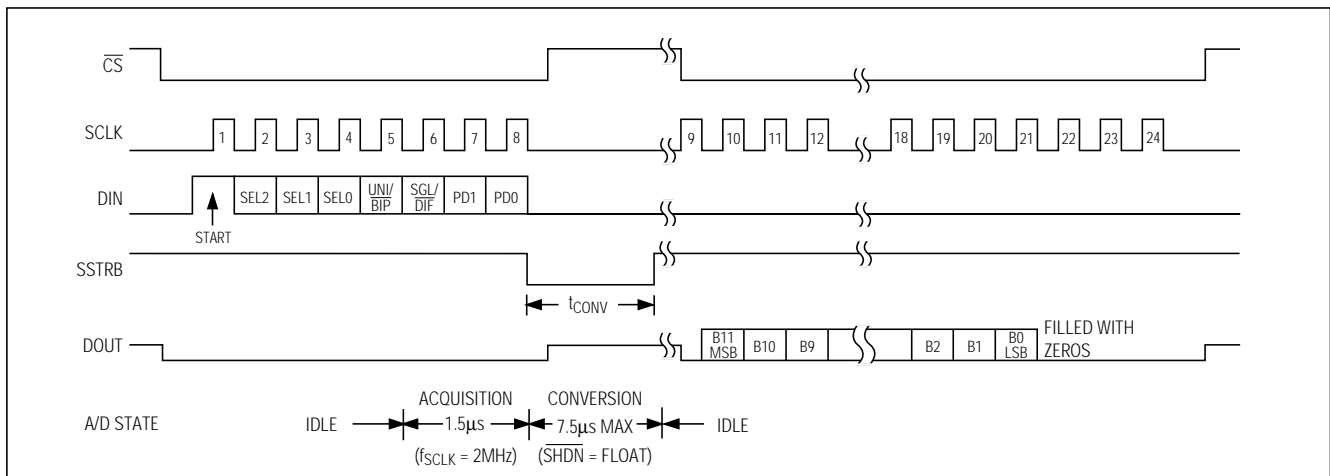 CS
SCLK 1 2 3 4 5 6 7 8 9 10 11 12 18 19 20 21 22 23 24
DIN SEL2 SEL1 SEL0 UNI/BIP SGL/DIF PD1 PD0
START
SSTRB
tCONV
DOUT B11 MSB B10 B9 B2 B1 B0 LSB FILLED WITH ZEROS
A/D STATE IDLE ACQUISITION 1.5µs (fSCLK = 2MHz) CONVERSION 7.5µs MAX (SHDN = FLOAT) IDLE